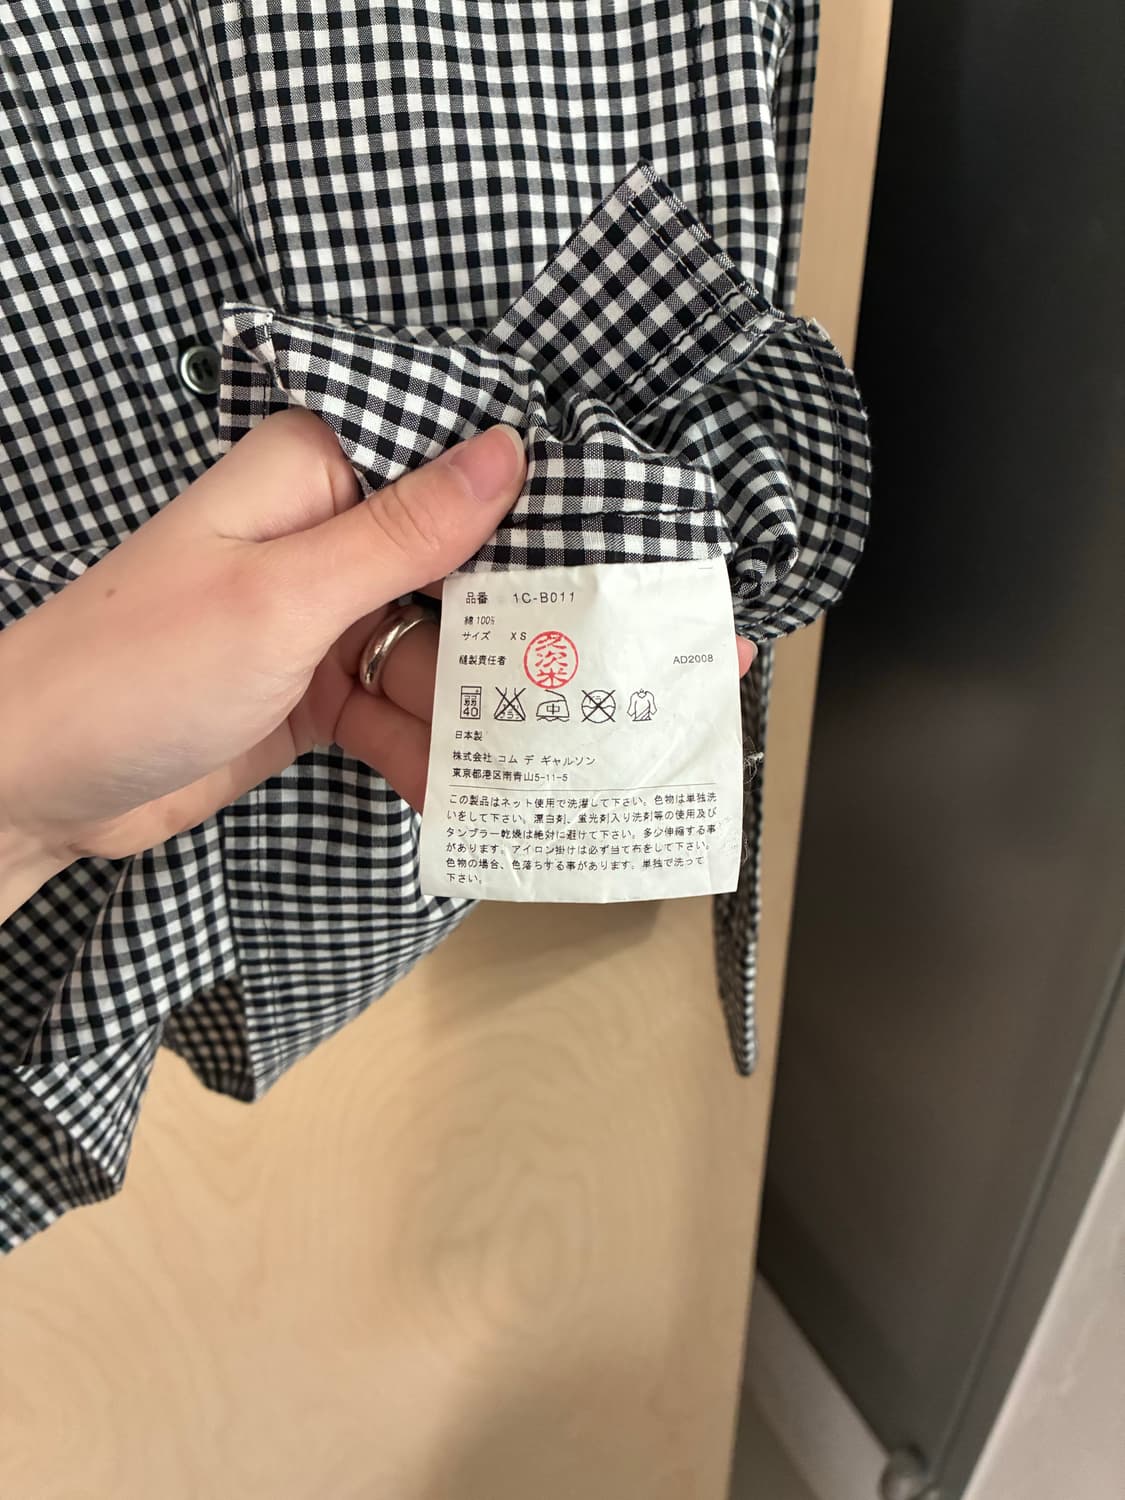 品番 1C-B011
綿100%
サイズ XS
縫製責任者 AD2008
40
中
日本製
株式会社 コム デ ギャルソン
東京都港区南青山5-11-5
この製品はネット使用で洗濯して下さい。色物は単独洗
いをして下さい。漂白剤、蛍光剤入り洗剤等の使用及び
タンブラー乾燥は絶対に避けて下さい。多少伸縮する事
があります。アイロン掛けは必ず当て布をして下さい。
色物の場合、色落ちする事があります。単独で洗って
下さい。